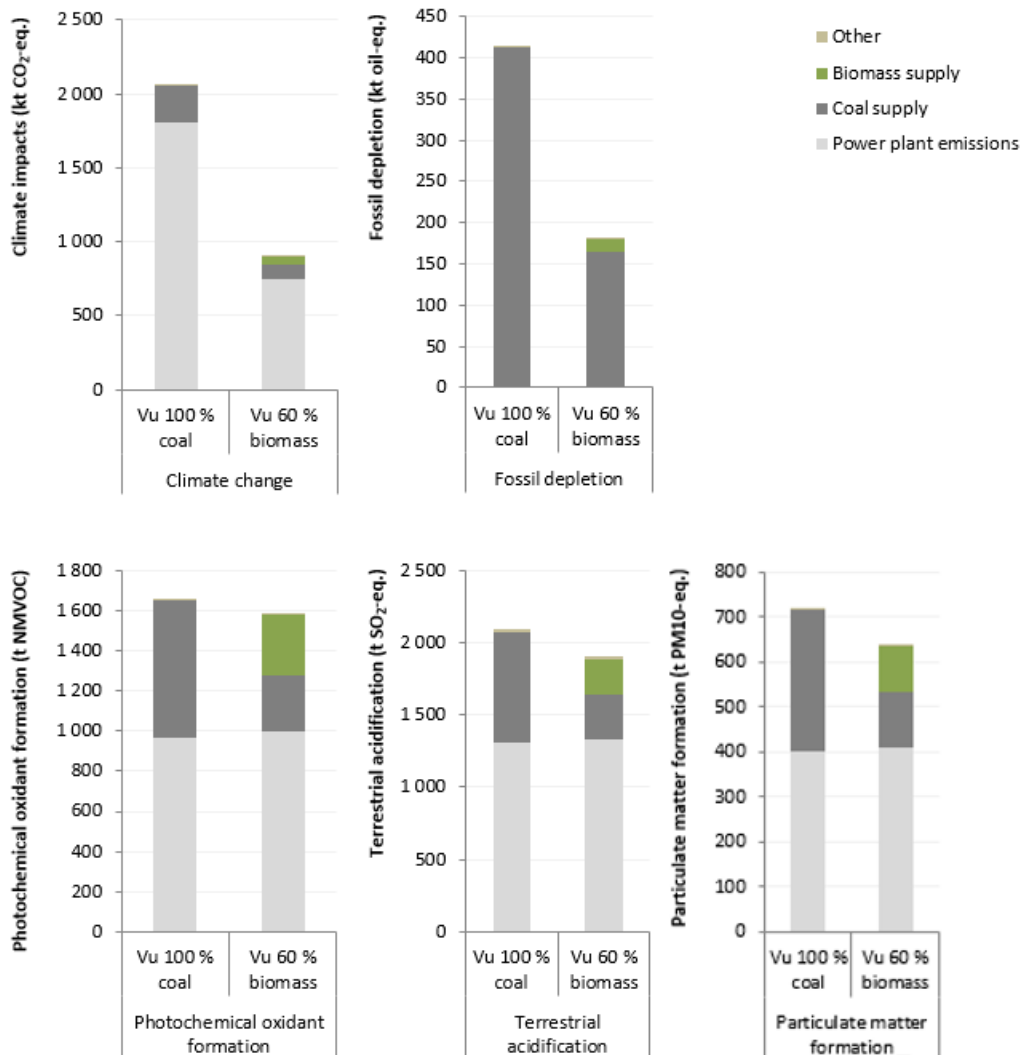 Climate impacts (kt CO₂-eq.)
2 500
2 000
1 500
1 000
500
0
Vu 100 %
coal
Vu 60 %
biomass
Climate change
Fossil depletion (kt oil-eq.)
450
400
350
300
250
200
150
100
50
0
Vu 100 %
coal
Vu 60 %
biomass
Fossil depletion
Other
Biomass supply
Coal supply
Power plant emissions
Photochemical oxidant formation (t NMVOC)
1 800
1 600
1 400
1 200
1 000
800
600
400
200
0
Vu 100 %
coal
Vu 60 %
biomass
Photochemical oxidant
formation
Terrestrial acidification (t SO₂-eq.)
2 500
2 000
1 500
1 000
500
0
Vu 100 %
coal
Vu 60 %
biomass
Terrestrial
acidification
Particulate matter formation (t PM10-eq.)
800
700
600
500
400
300
200
100
0
Vu 100 %
coal
Vu 60 %
biomass
Particulate matter
formation